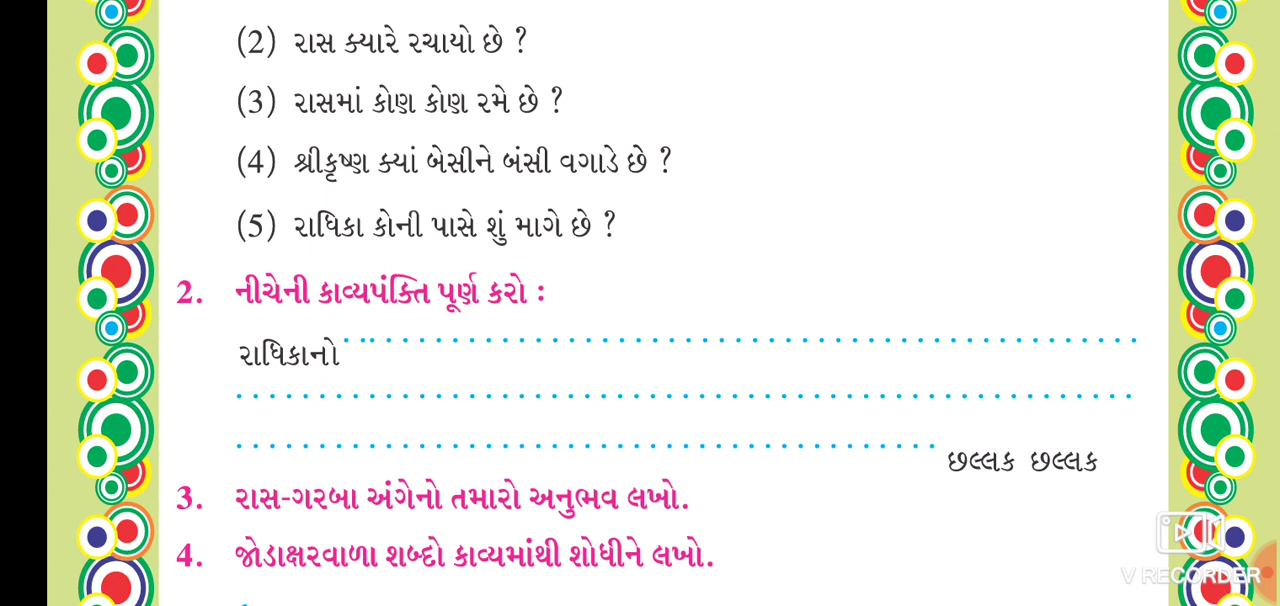 (2) રાસ ક્યારે રચાયો છે ?
(3) રાસમાં કોણ કોણ રમે છે ?
(4) શ્રીકૃષ્ણ ક્યાં બેસીને બંસી વગાડે છે ?
(5) રાધિકા કોની પાસે શું માગે છે ?
2. નીચેની કાવ્યપંક્તિ પૂર્ણ કરો :
રાધિકાનો
છલ્લક છલ્લક
3. રાસ-ગરબા અંગેનો તમારો અનુભવ લખો.
4. જોડાક્ષરવાળા શબ્દો કાવ્યમાંથી શોધીને લખો.
V RECORDER